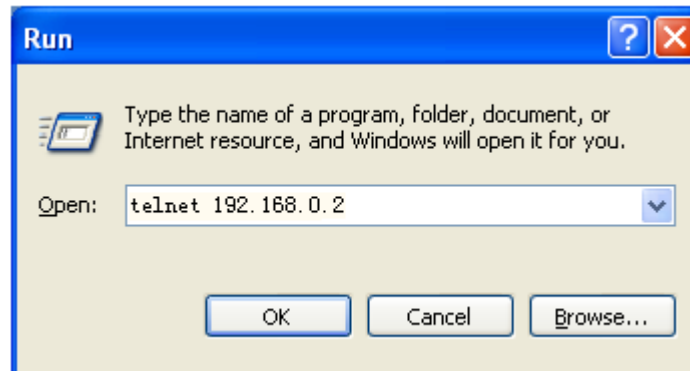 Run
Type the name of a program, folder, document, or
Internet resource, and Windows will open it for you.
Open: telnet 192.168.0.2
OK Cancel Browse...